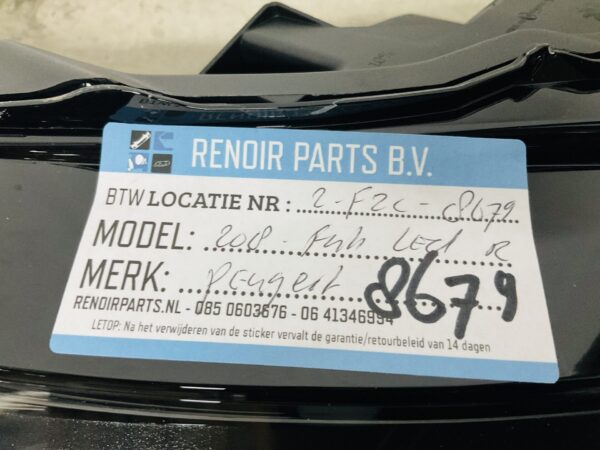 RENOIR PARTS B.V.
BTW LOCATIE NR : 2-F2C-8679
MODEL: 208 - Led R
MERK: Peugeot 8679
RENOIRPARTS.NL - 085 0603676 - 06 41346994
LETOP: Na het verwijderen van de sticker vervalt de garantie/retourbeleid van 14 dagen